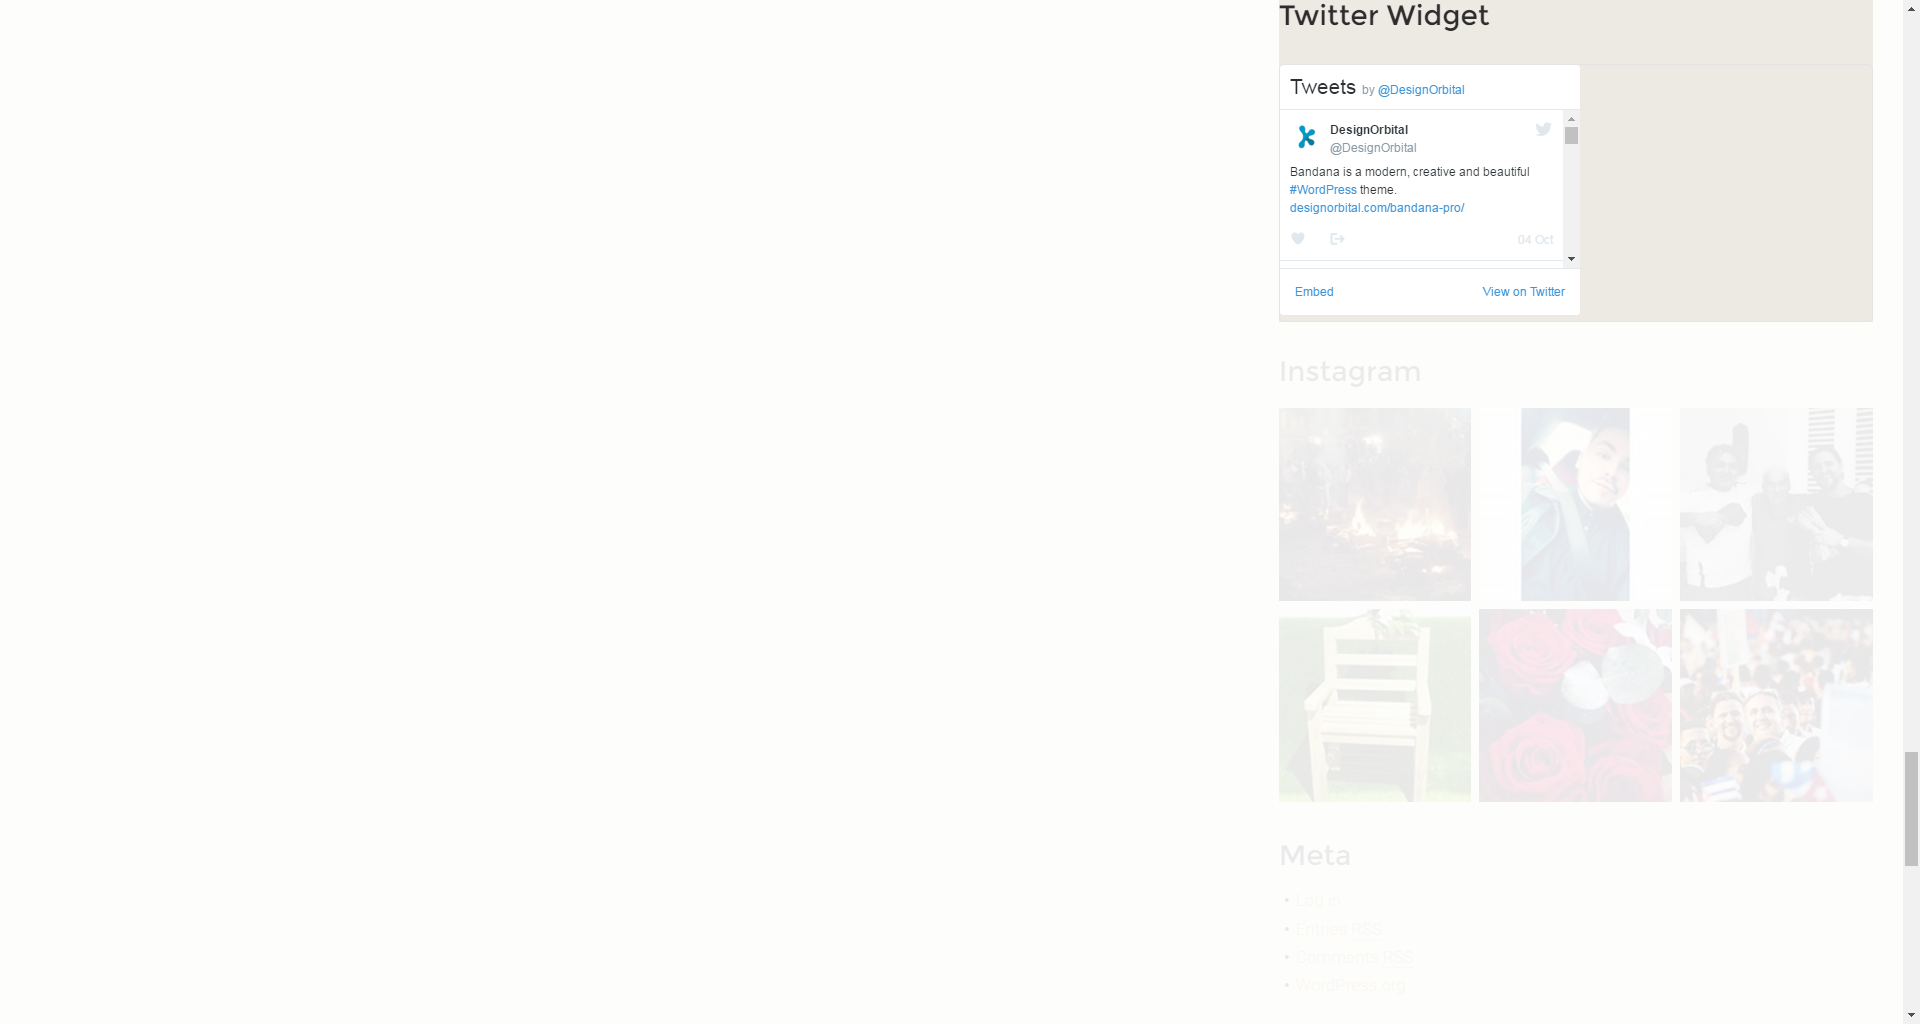 Twitter Widget
Tweets by @DesignOrbital
DesignOrbital
@DesignOrbital
Bandana is a modern, creative and beautiful
#WordPress theme.
designorbital.com/bandana-pro/
04 Oct
Embed
View on Twitter
Instagram
Meta
• Log in
• Entries RSS
• Comments RSS
• WordPress.org